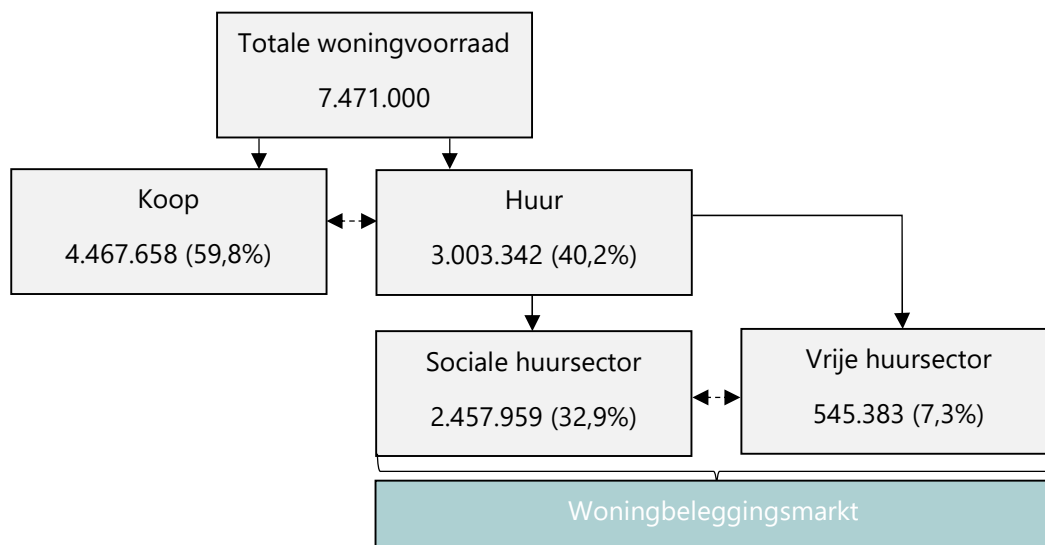 Totale woningvoorraad
7.471.000
Koop
4.467.658 (59,8%)
Huur
3.003.342 (40,2%)
Sociale huursector
2.457.959 (32,9%)
Vrije huursector
545.383 (7,3%)
Woningbeleggingsmarkt